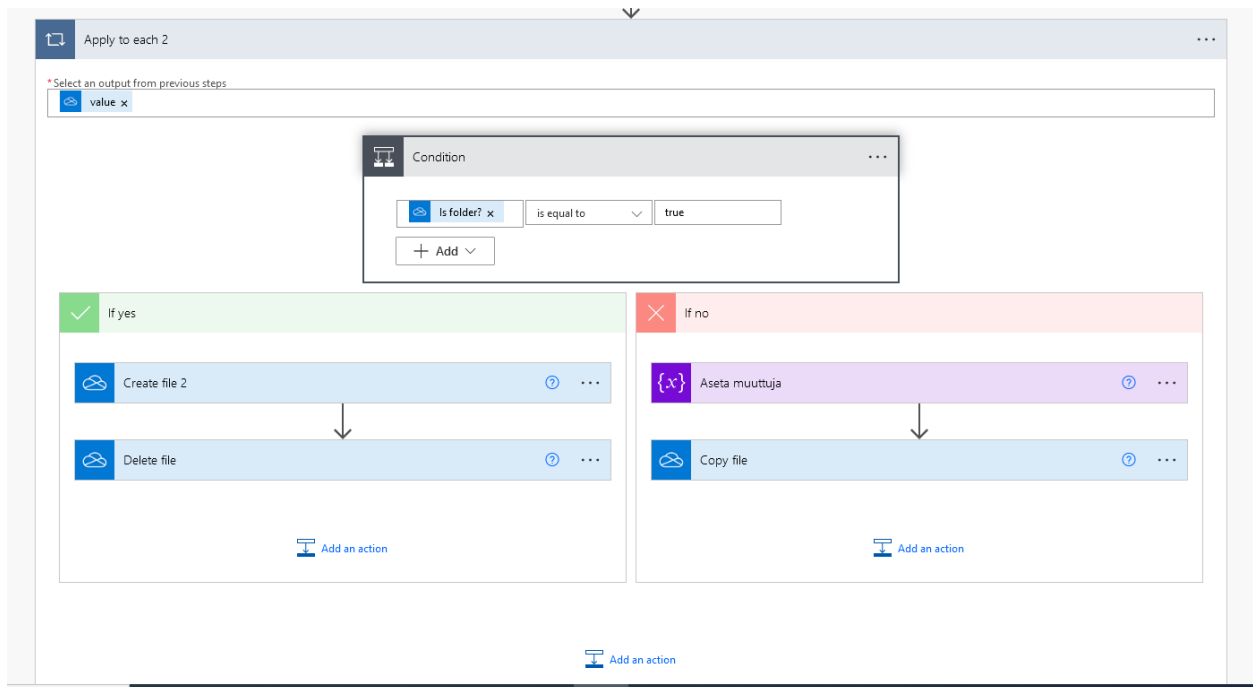 Apply to each 2
* Select an output from previous steps
value
Condition
Is folder? is equal to true
Add
If yes
Create file 2
Delete file
Add an action
If no
Aseta muuttuja
Copy file
Add an action
Add an action